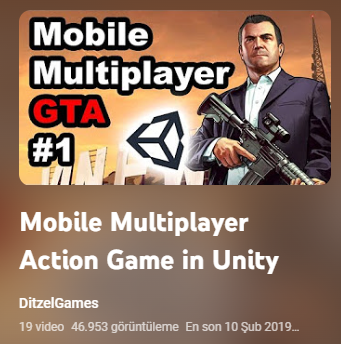 Mobile
Multiplayer
GTA
#1
Mobile Multiplayer
Action Game in Unity
DitzelGames
19 video 46.953 görüntüleme En son 10 Şub 2019...